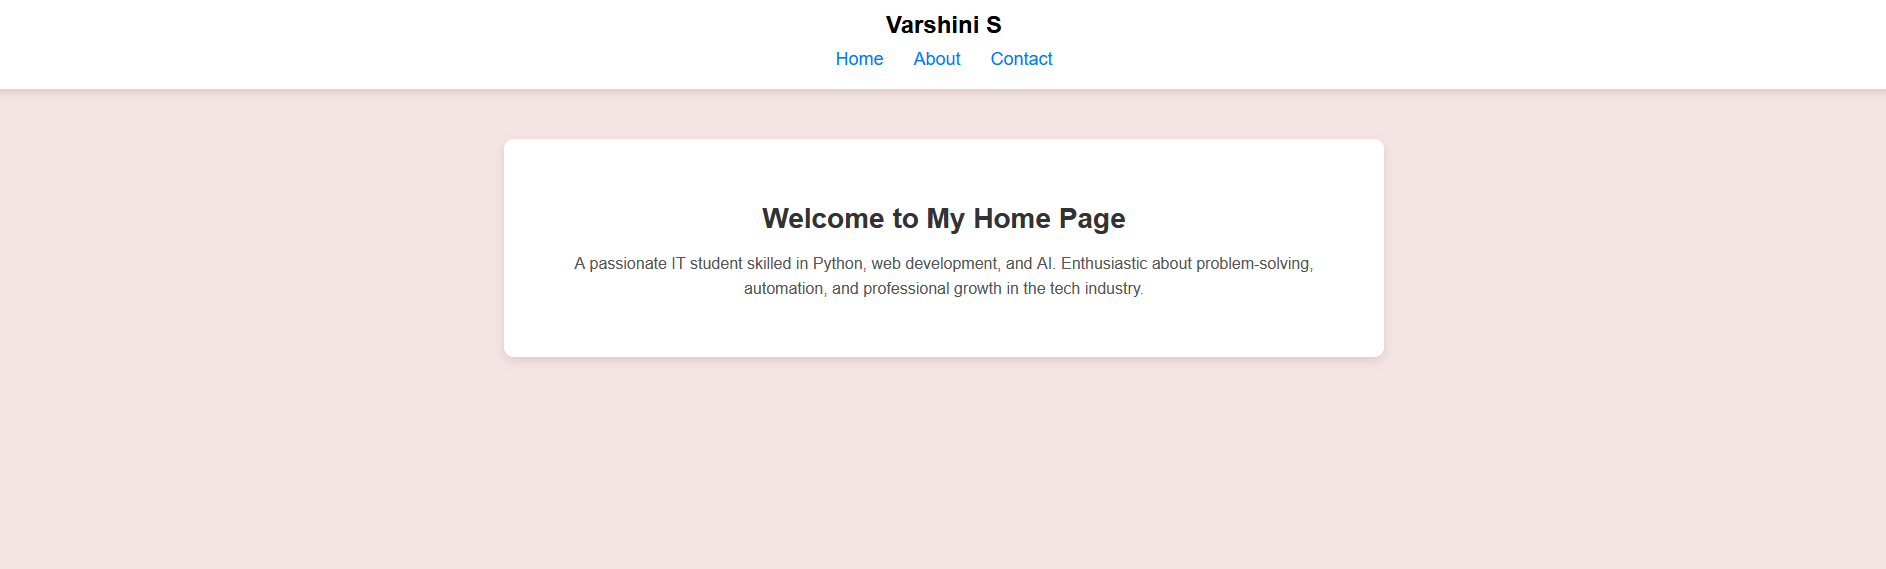 Varshini S
Home About Contact
Welcome to My Home Page
A passionate IT student skilled in Python, web development, and AI. Enthusiastic about problem-solving,
automation, and professional growth in the tech industry.